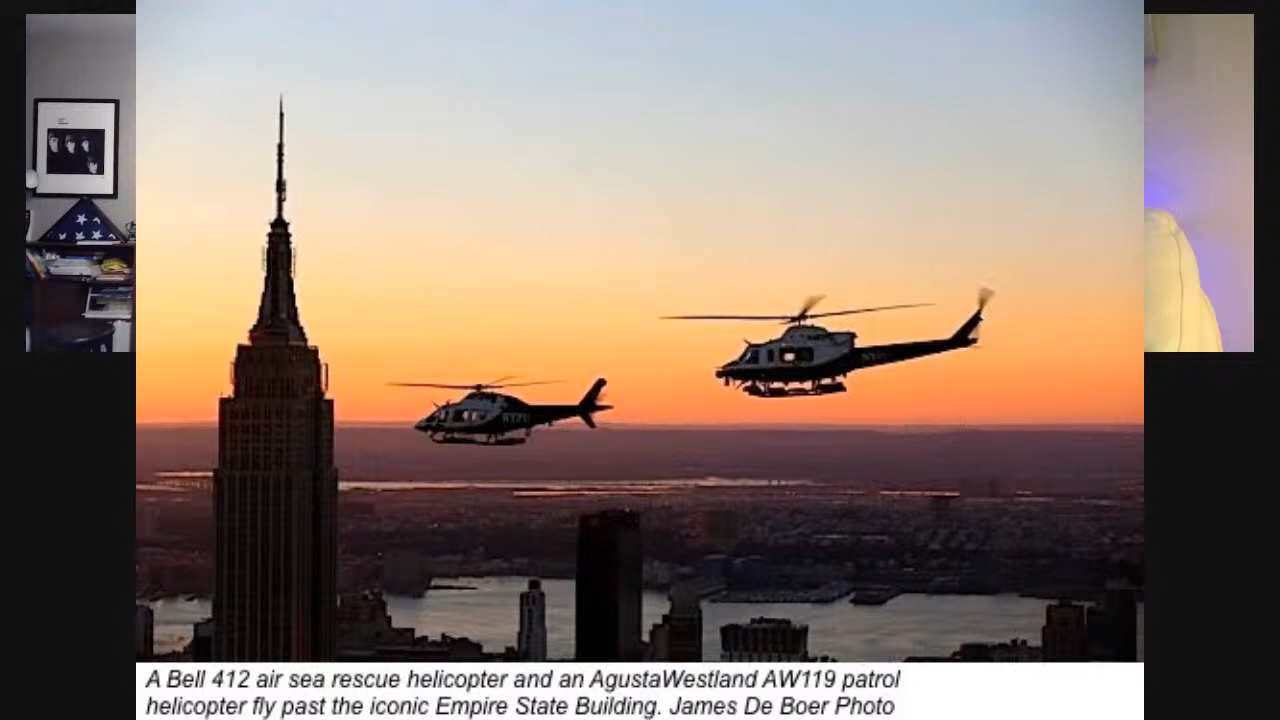 A Bell 412 air sea rescue helicopter and an AgustaWestland AW119 patrol
helicopter fly past the iconic Empire State Building. James De Boer Photo